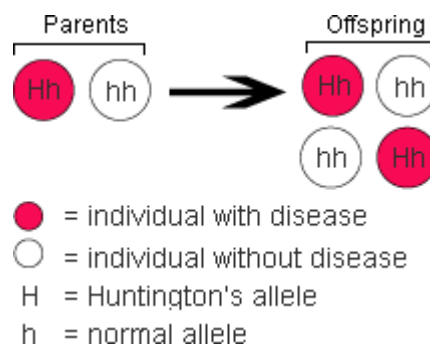 Parents
Offspring
Hh hh
Hh hh
hh Hh
= individual with disease
= individual without disease
H = Huntington's allele
h = normal allele